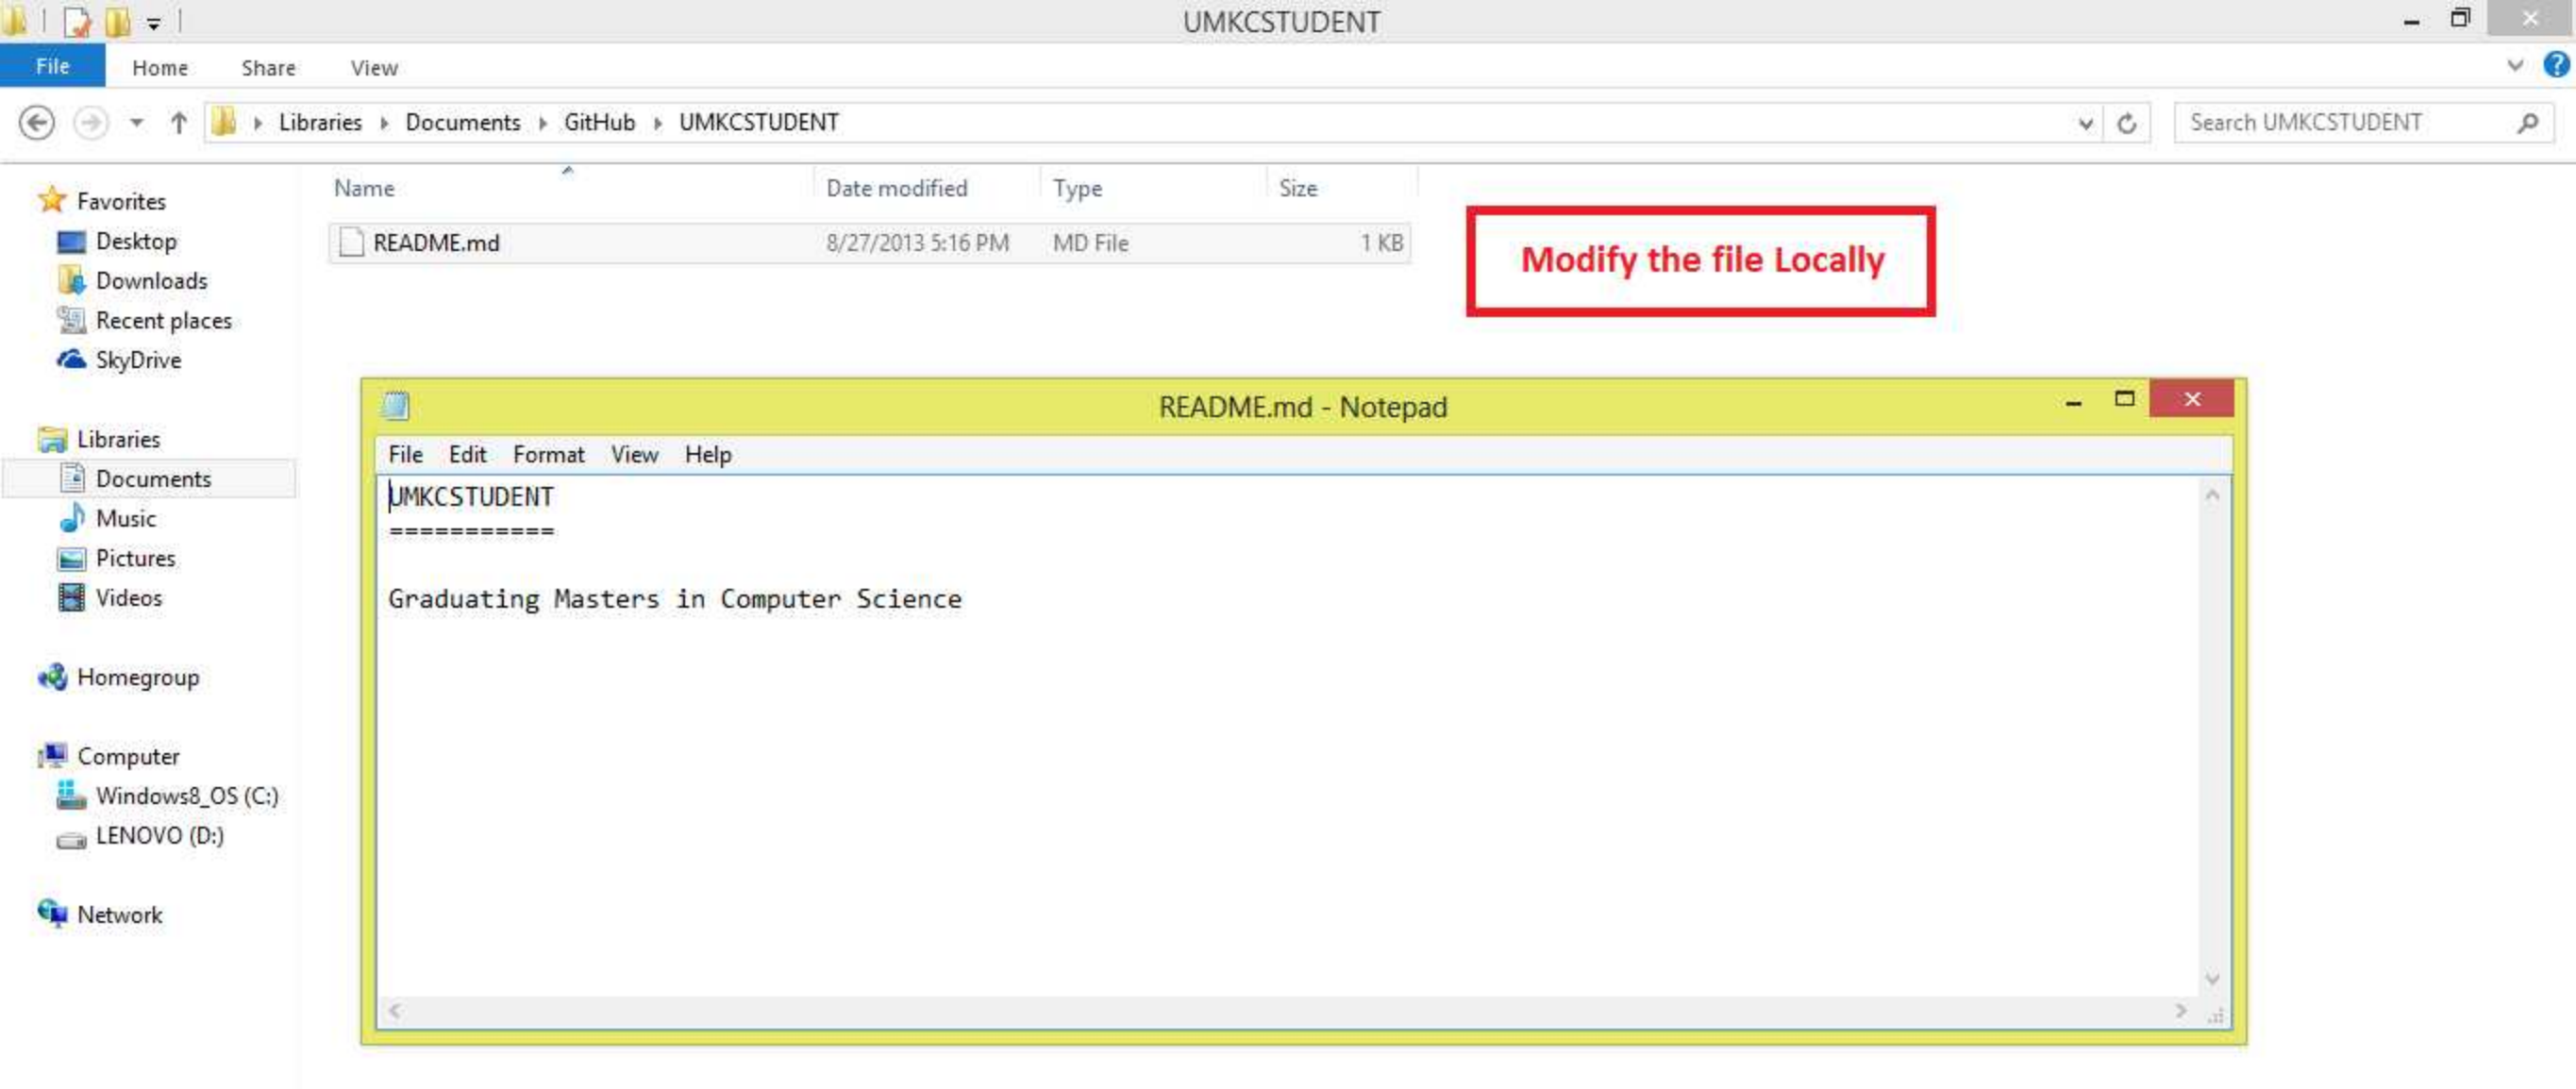 UMKCSTUDENT
File Home Share View
Libraries Documents GitHub UMKCSTUDENT
Search UMKCSTUDENT
Name Date modified Type Size
README.md 8/27/2013 5:16 PM MD File 1 KB
Modify the file Locally
Favorites
Desktop
Downloads
Recent places
SkyDrive
Libraries
Documents
Music
Pictures
Videos
Homegroup
Computer
Windows8_OS (C:)
LENOVO (D:)
Network
README.md - Notepad
File Edit Format View Help
UMKCSTUDENT
===========
Graduating Masters in Computer Science